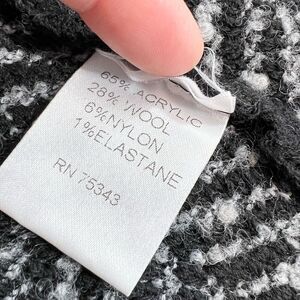 65% ACRYLIC
28% WOOL
6%NYLON
1%ELASTANE
RN 75343